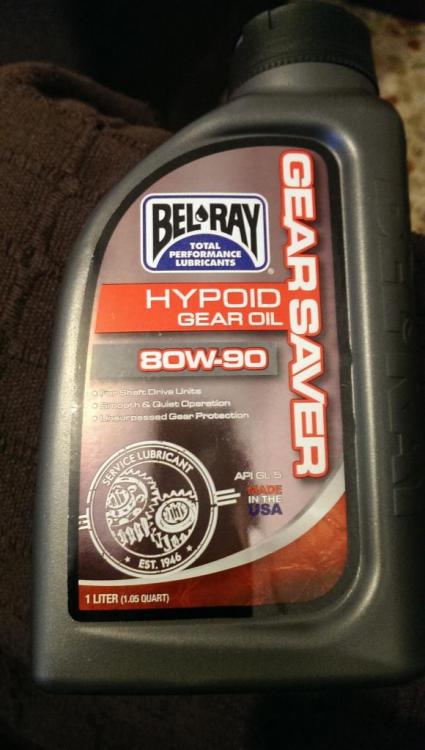 GEAR SAVER
BEL-RAY
TOTAL
PERFORMANCE
LUBRICANTS
HYPOID
GEAR OIL
80W-90
• For Shaft Drive Units
• Smooth & Quiet Operation
• Unsurpassed Gear Protection
SERVICE LUBRICANT
EST. 1946
API GL-5
MADE
IN THE
USA
1 LITER (1.05 QUART)